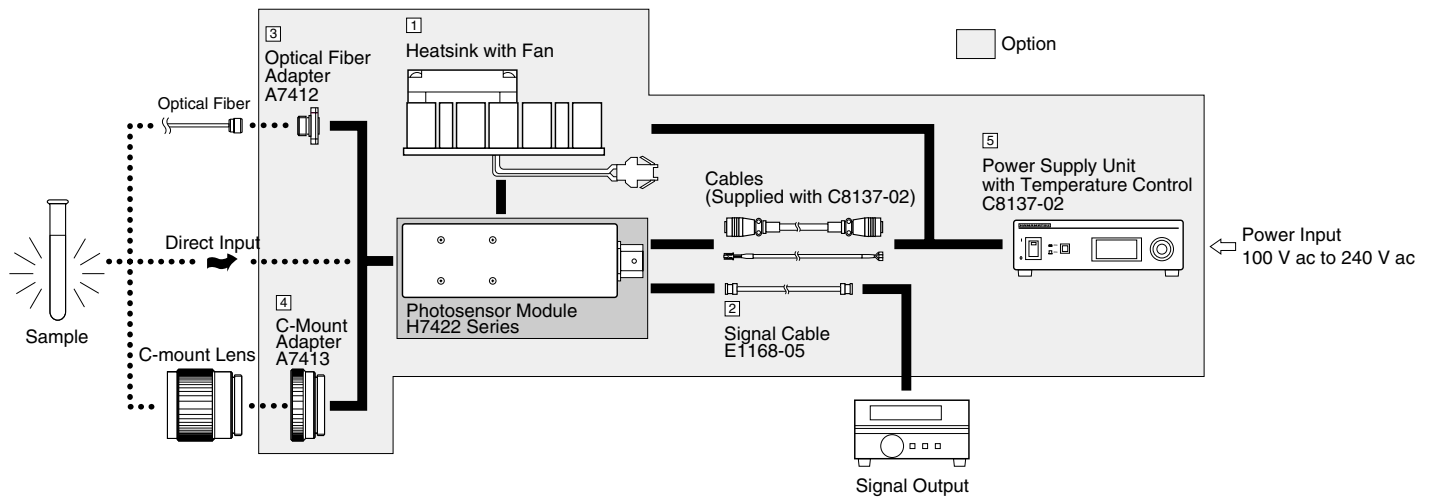 3
Optical Fiber
Adapter
A7412
1
Heatsink with Fan
Option
Optical Fiber
5
Power Supply Unit
with Temperature Control
C8137-02
Cables
(Supplied with C8137-02)
Direct Input
Power Input
100 V ac to 240 V ac
4
C-Mount
Adapter
A7413
Photosensor Module
H7422 Series
2
Signal Cable
E1168-05
Sample
C-mount Lens
Signal Output